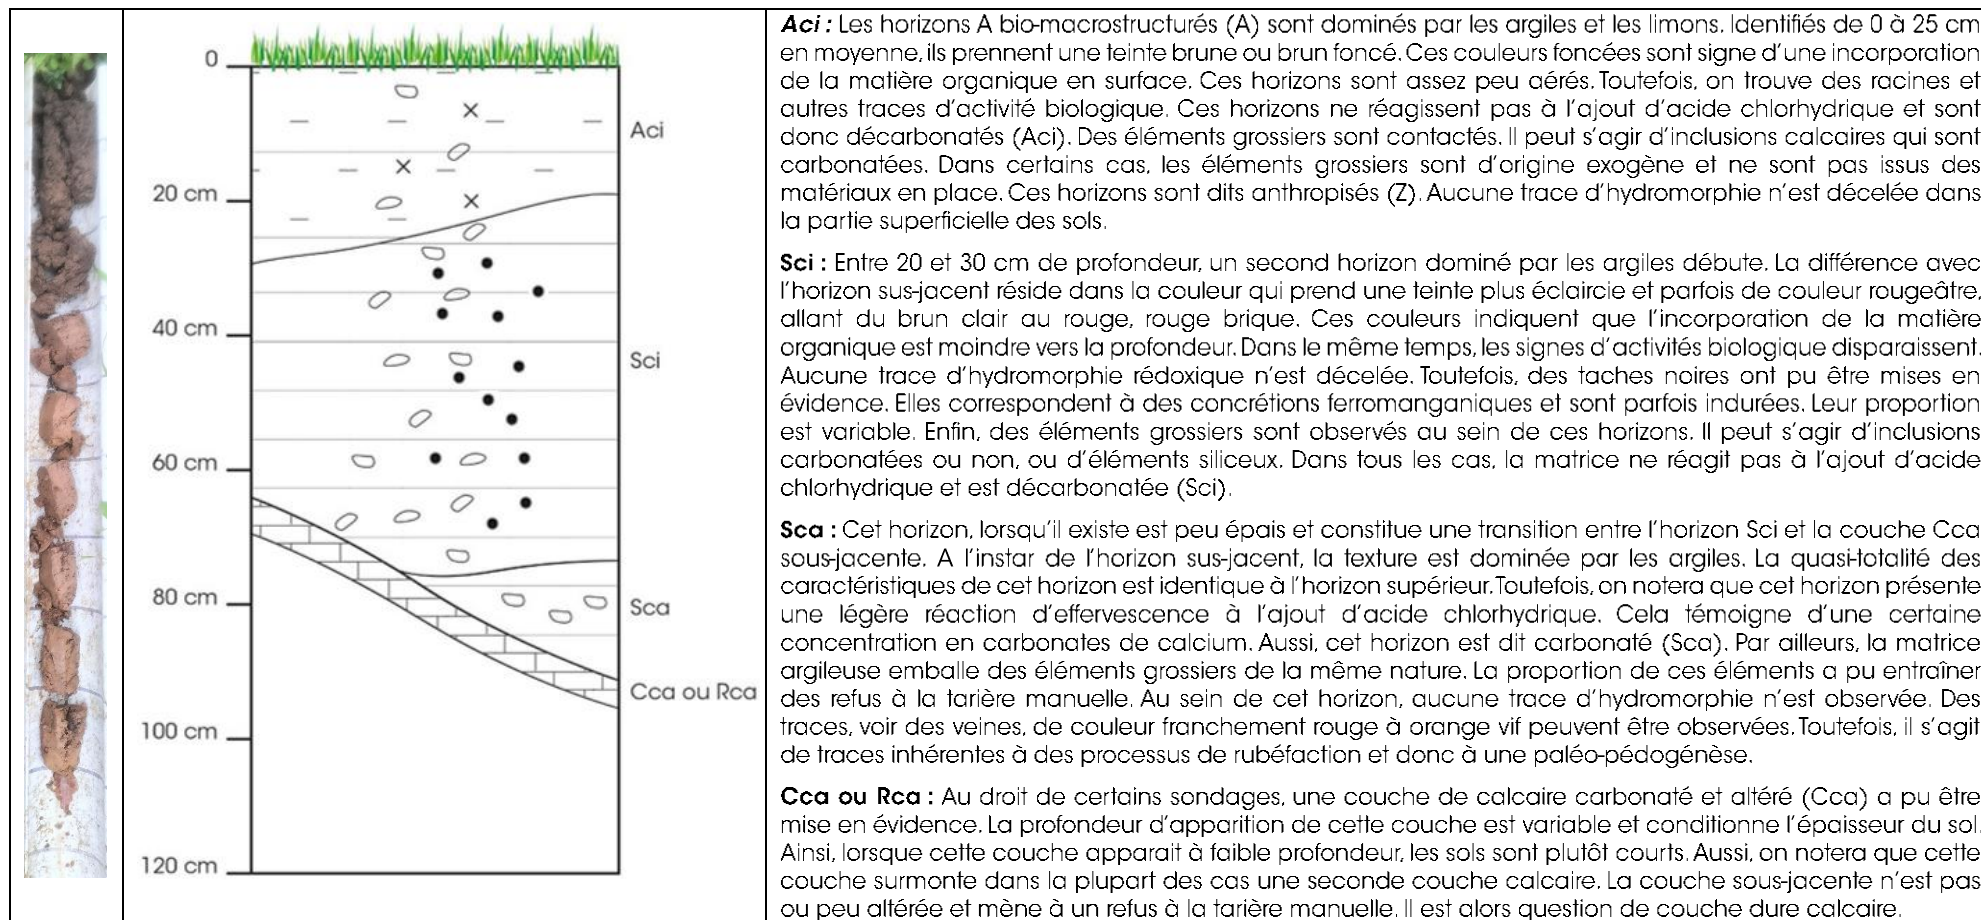 0
20 cm
40 cm
60 cm
80 cm
100 cm
120 cm
Aci
Sci
Sca
Cca ou Rca
Aci : Les horizons A bio-macrostructurés (A) sont dominés par les argiles et les limons. Identifiés de 0 à 25 cm
en moyenne, ils prennent une teinte brune ou brun foncé. Ces couleurs foncées sont signe d'une incorporation
de la matière organique en surface. Ces horizons sont assez peu aérés. Toutefois, on trouve des racines et
autres traces d'activité biologique. Ces horizons ne réagissent pas à l'ajout d'acide chlorhydrique et sont
donc décarbonatés (Aci). Des éléments grossiers sont contactés. Il peut s'agir d'inclusions calcaires qui sont
carbonatées. Dans certains cas, les éléments grossiers sont d'origine exogène et ne sont pas issus des
matériaux en place. Ces horizons sont dits anthropisés (Z). Aucune trace d'hydromorphie n'est décelée dans
la partie superficielle des sols.
Sci : Entre 20 et 30 cm de profondeur, un second horizon dominé par les argiles débute. La différence avec
l'horizon sus-jacent réside dans la couleur qui prend une teinte plus éclaircie et parfois de couleur rougeâtre,
allant du brun clair au rouge, rouge brique. Ces couleurs indiquent que l'incorporation de la matière
organique est moindre vers la profondeur. Dans le même temps, les signes d'activités biologique disparaissent.
Aucune trace d'hydromorphie rédoxique n'est décelée. Toutefois, des taches noires ont pu être mises en
évidence. Elles correspondent à des concrétions ferromanganiques et sont parfois indurées. Leur proportion
est variable. Enfin, des éléments grossiers sont observés au sein de ces horizons. Il peut s'agir d'inclusions
carbonatées ou non, ou d'éléments siliceux. Dans tous les cas, la matrice ne réagit pas à l'ajout d'acide
chlorhydrique et est décarbonatée (Sci).
Sca : Cet horizon, lorsqu'il existe est peu épais et constitue une transition entre l'horizon Sci et la couche Cca
sous-jacente. A l'instar de l'horizon sus-jacent, la texture est dominée par les argiles. La quasi-totalité des
caractéristiques de cet horizon est identique à l'horizon supérieur. Toutefois, on notera que cet horizon présente
une légère réaction d'effervescence à l'ajout d'acide chlorhydrique. Cela témoigne d'une certaine
concentration en carbonates de calcium. Aussi, cet horizon est dit carbonaté (Sca). Par ailleurs, la matrice
argileuse emballe des éléments grossiers de la même nature. La proportion de ces éléments a pu entraîner
des refus à la tarière manuelle. Au sein de cet horizon, aucune trace d'hydromorphie n'est observée. Des
traces, voir des veines, de couleur franchement rouge à orange vif peuvent être observées. Toutefois, il s'agit
de traces inhérentes à des processus de rubéfaction et donc à une paléo-pédogénèse.
Cca ou Rca : Au droit de certains sondages, une couche de calcaire carbonaté et altéré (Cca) a pu être
mise en évidence. La profondeur d'apparition de cette couche est variable et conditionne l'épaisseur du sol.
Ainsi, lorsque cette couche apparait à faible profondeur, les sols sont plutôt courts. Aussi, on notera que cette
couche surmonte dans la plupart des cas une seconde couche calcaire. La couche sous-jacente n'est pas
ou peu altérée et mène à un refus à la tarière manuelle. Il est alors question de couche dure calcaire.